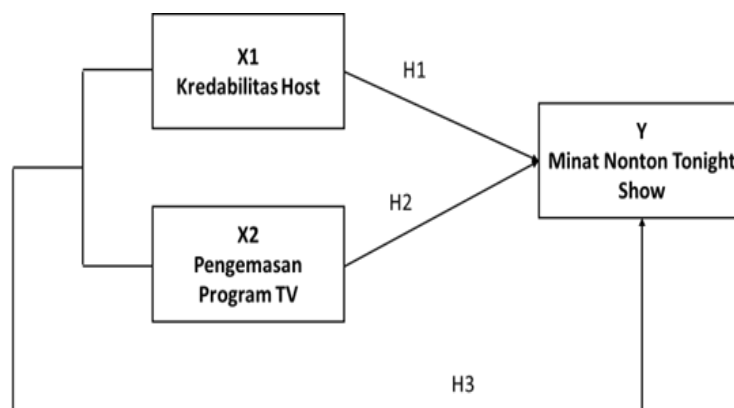 X1
Kredabilitas Host
H1
Y
Minat Nonton Tonight
Show
H2
X2
Pengemasan
Program TV
H3